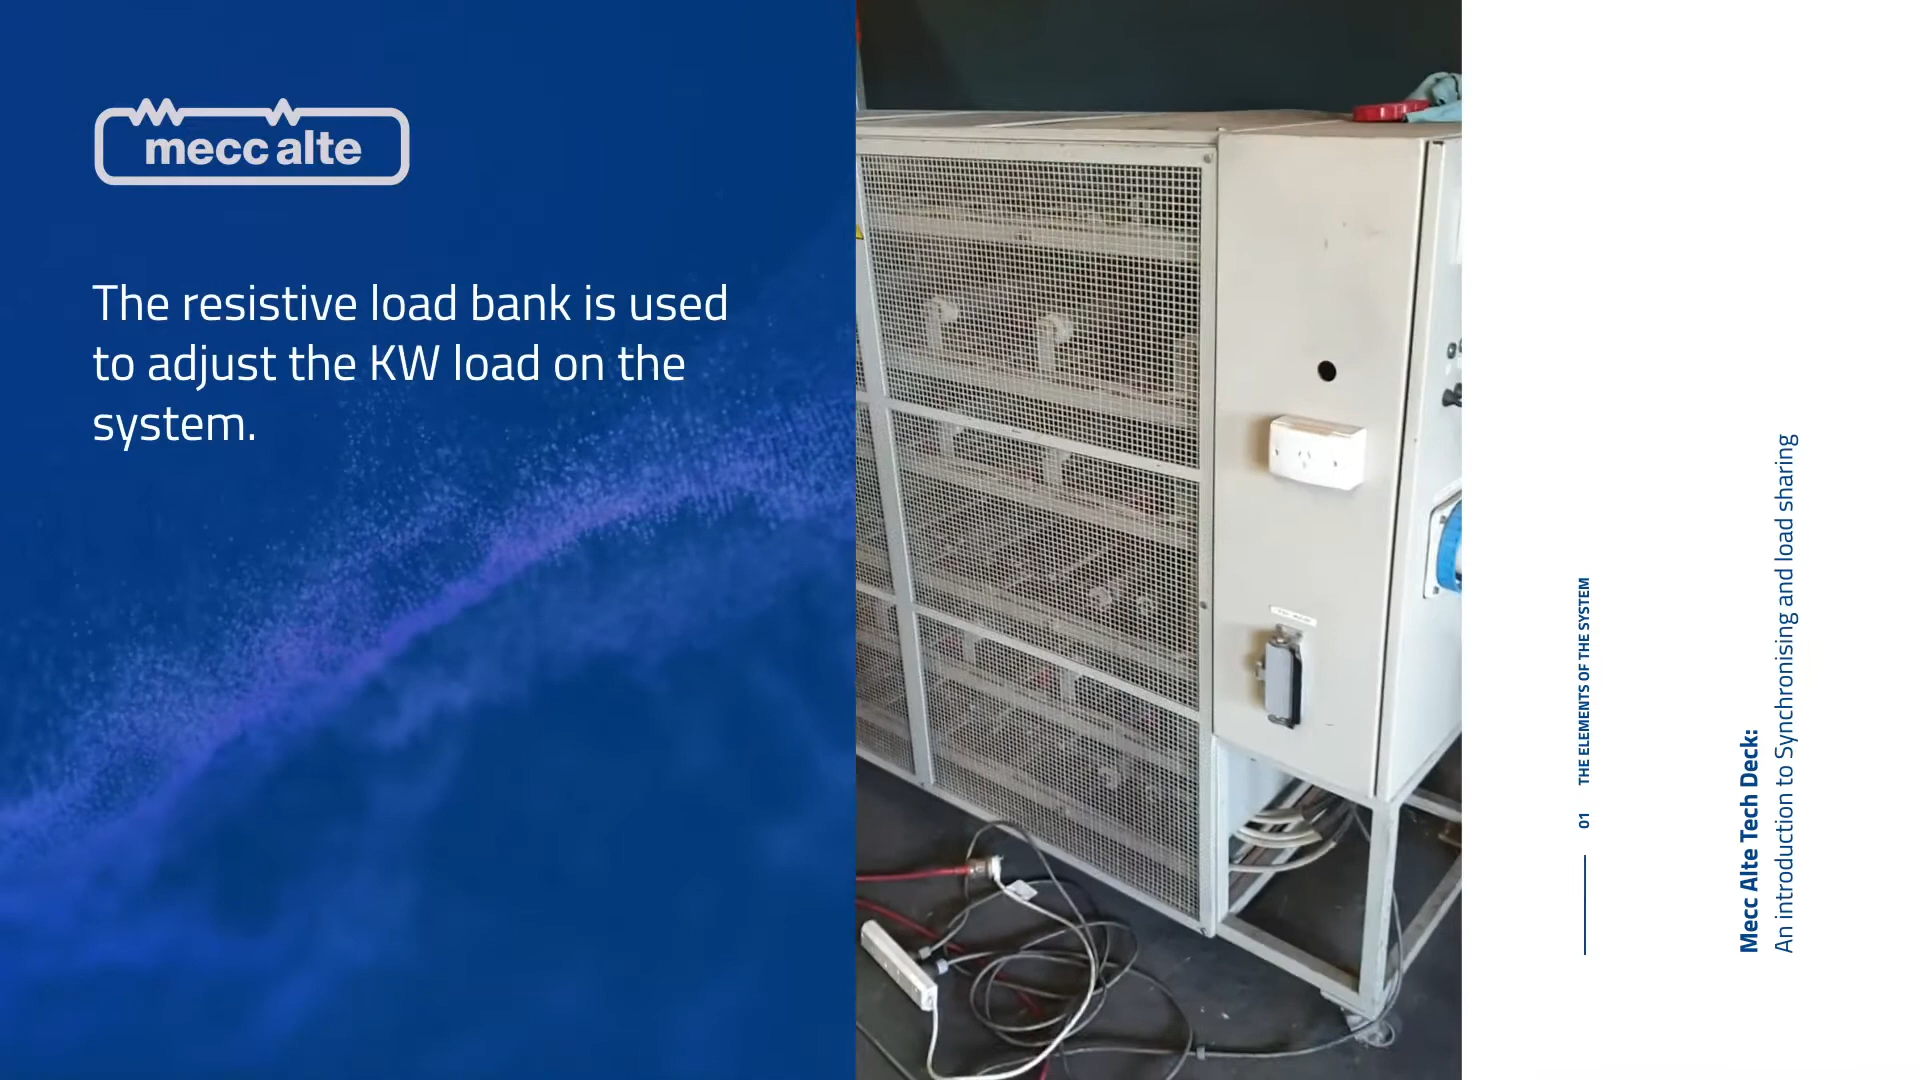 mecc alte
The resistive load bank is used
to adjust the KW load on the
system.
01 THE ELEMENTS OF THE SYSTEM
Mecc Alte Tech Deck:
An introduction to Synchronising and load sharing